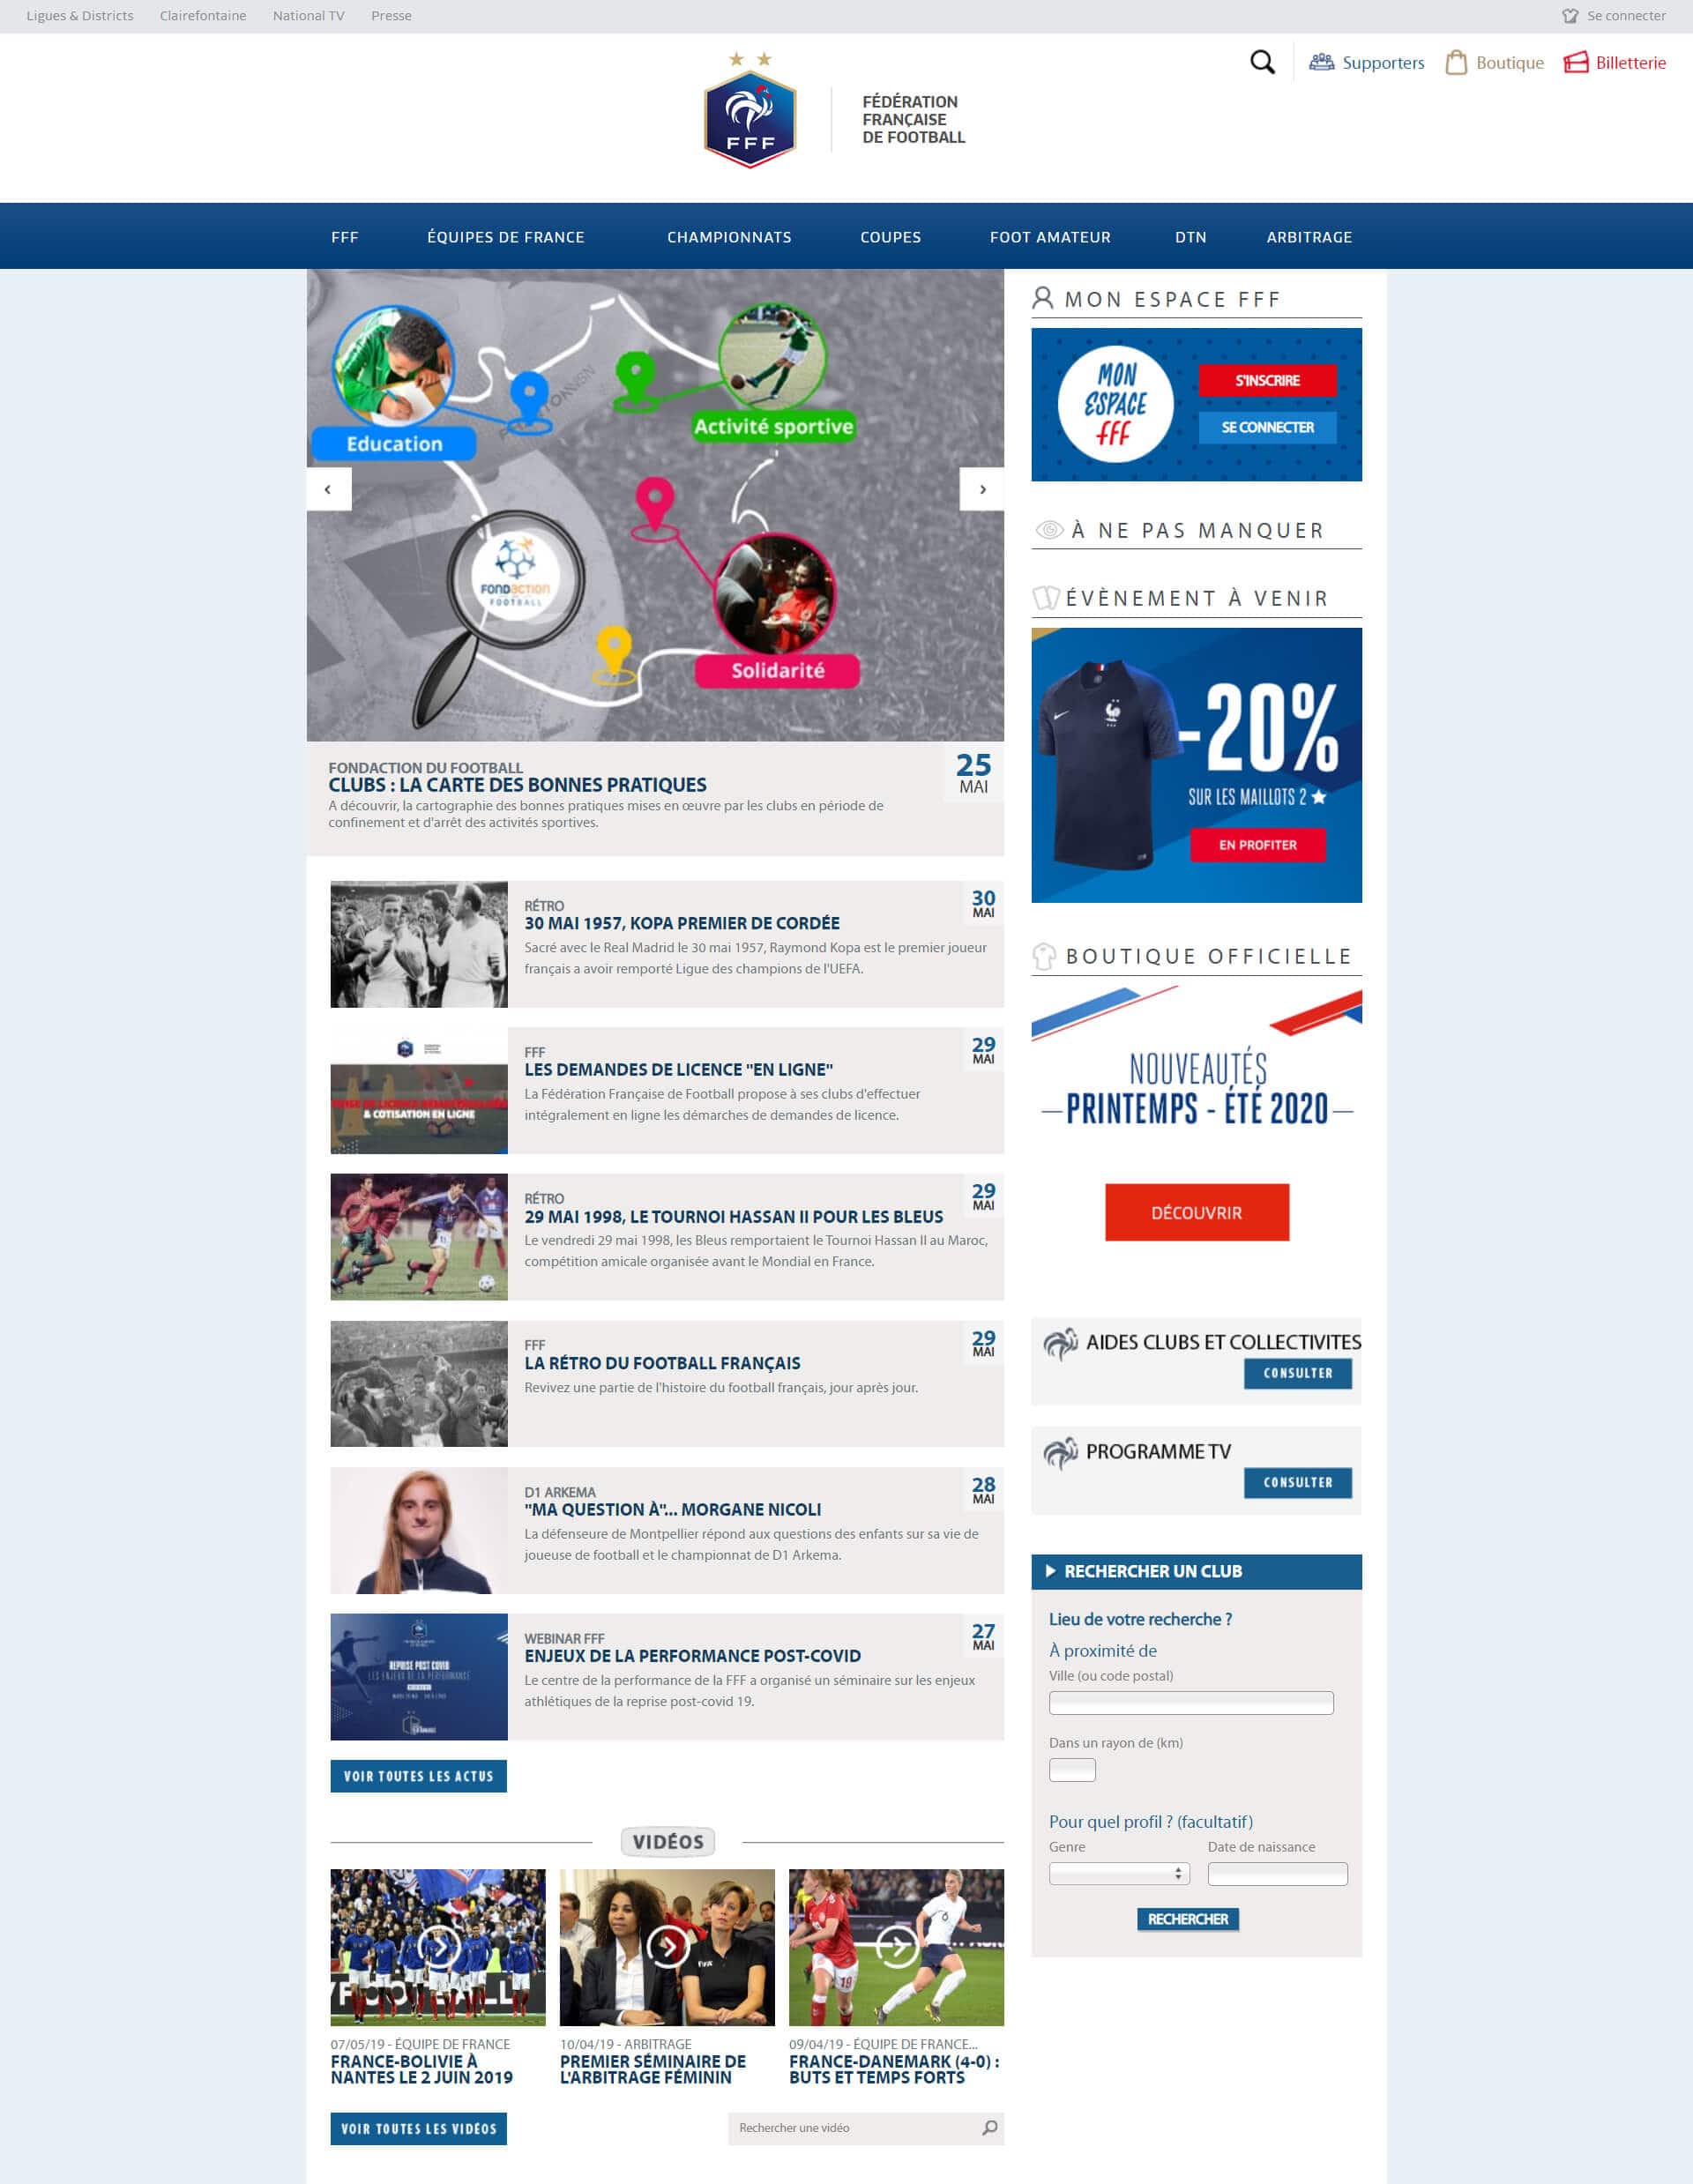 Ligues & Districts Clairefontaine National TV Presse Se connecter
Supporters Boutique Billetterie
FFF
FÉDÉRATION
FRANÇAISE
DE FOOTBALL
FFF ÉQUIPES DE FRANCE CHAMPIONNATS COUPES FOOT AMATEUR DTN ARBITRAGE
Education
Activité sportive
FONDACTION
FOOTBALL
Solidarité
FONDACTION DU FOOTBALL
CLUBS : LA CARTE DES BONNES PRATIQUES
A découvrir, la cartographie des bonnes pratiques mises en œuvre par les clubs en période de
confinement et d'arrêt des activités sportives.
25
MAI
RÉTRO
30 MAI 1957, KOPA PREMIER DE CORDÉE
Sacré avec le Real Madrid le 30 mai 1957, Raymond Kopa est le premier joueur
français a avoir remporté Ligue des champions de l'UEFA.
30
MAI
& COTISATION EN LIGNE
FFF
LES DEMANDES DE LICENCE "EN LIGNE"
La Fédération Française de Football propose à ses clubs d'effectuer
intégralement en ligne les démarches de demandes de licence.
29
MAI
RÉTRO
29 MAI 1998, LE TOURNOI HASSAN II POUR LES BLEUS
Le vendredi 29 mai 1998, les Bleus remportaient le Tournoi Hassan II au Maroc,
compétition amicale organisée avant le Mondial en France.
29
MAI
FFF
LA RÉTRO DU FOOTBALL FRANÇAIS
Revivez une partie de l'histoire du football français, jour après jour.
29
MAI
D1 ARKEMA
"MA QUESTION À"... MORGANE NICOLI
La défenseure de Montpellier répond aux questions des enfants sur sa vie de
joueuse de football et le championnat de D1 Arkema.
28
MAI
REPRISE POST COVID
LES ENJEUX DE LA PERFORMANCE
WEBINAR FFF
ENJEUX DE LA PERFORMANCE POST-COVID
Le centre de la performance de la FFF a organisé un séminaire sur les enjeux
athlétiques de la reprise post-covid 19.
27
MAI
VOIR TOUTES LES ACTUS
VIDÉOS
07/05/19 - ÉQUIPE DE FRANCE
FRANCE-BOLIVIE À
NANTES LE 2 JUIN 2019
10/04/19 - ARBITRAGE
PREMIER SÉMINAIRE DE
L'ARBITRAGE FÉMININ
6
19
09/04/19 - ÉQUIPE DE FRANCE...
FRANCE-DANEMARK (4-0) :
BUTS ET TEMPS FORTS
VOIR TOUTES LES VIDÉOS
Rechercher une vidéo
MON ESPACE FFF
MON
ESPACE
fff
S'INSCRIRE
SE CONNECTER
À NE PAS MANQUER
ÉVÈNEMENT À VENIR
-20%
SUR LES MAILLOTS 2
EN PROFITER
BOUTIQUE OFFICIELLE
NOUVEAUTÉS
PRINTEMPS - ÉTÉ 2020
DÉCOUVRIR
AIDES CLUBS ET COLLECTIVITES
CONSULTER
PROGRAMME TV
CONSULTER
RECHERCHER UN CLUB
Lieu de votre recherche ?
À proximité de
Ville (ou code postal)
Dans un rayon de (km)
Pour quel profil ? (facultatif)
Genre Date de naissance
RECHERCHER